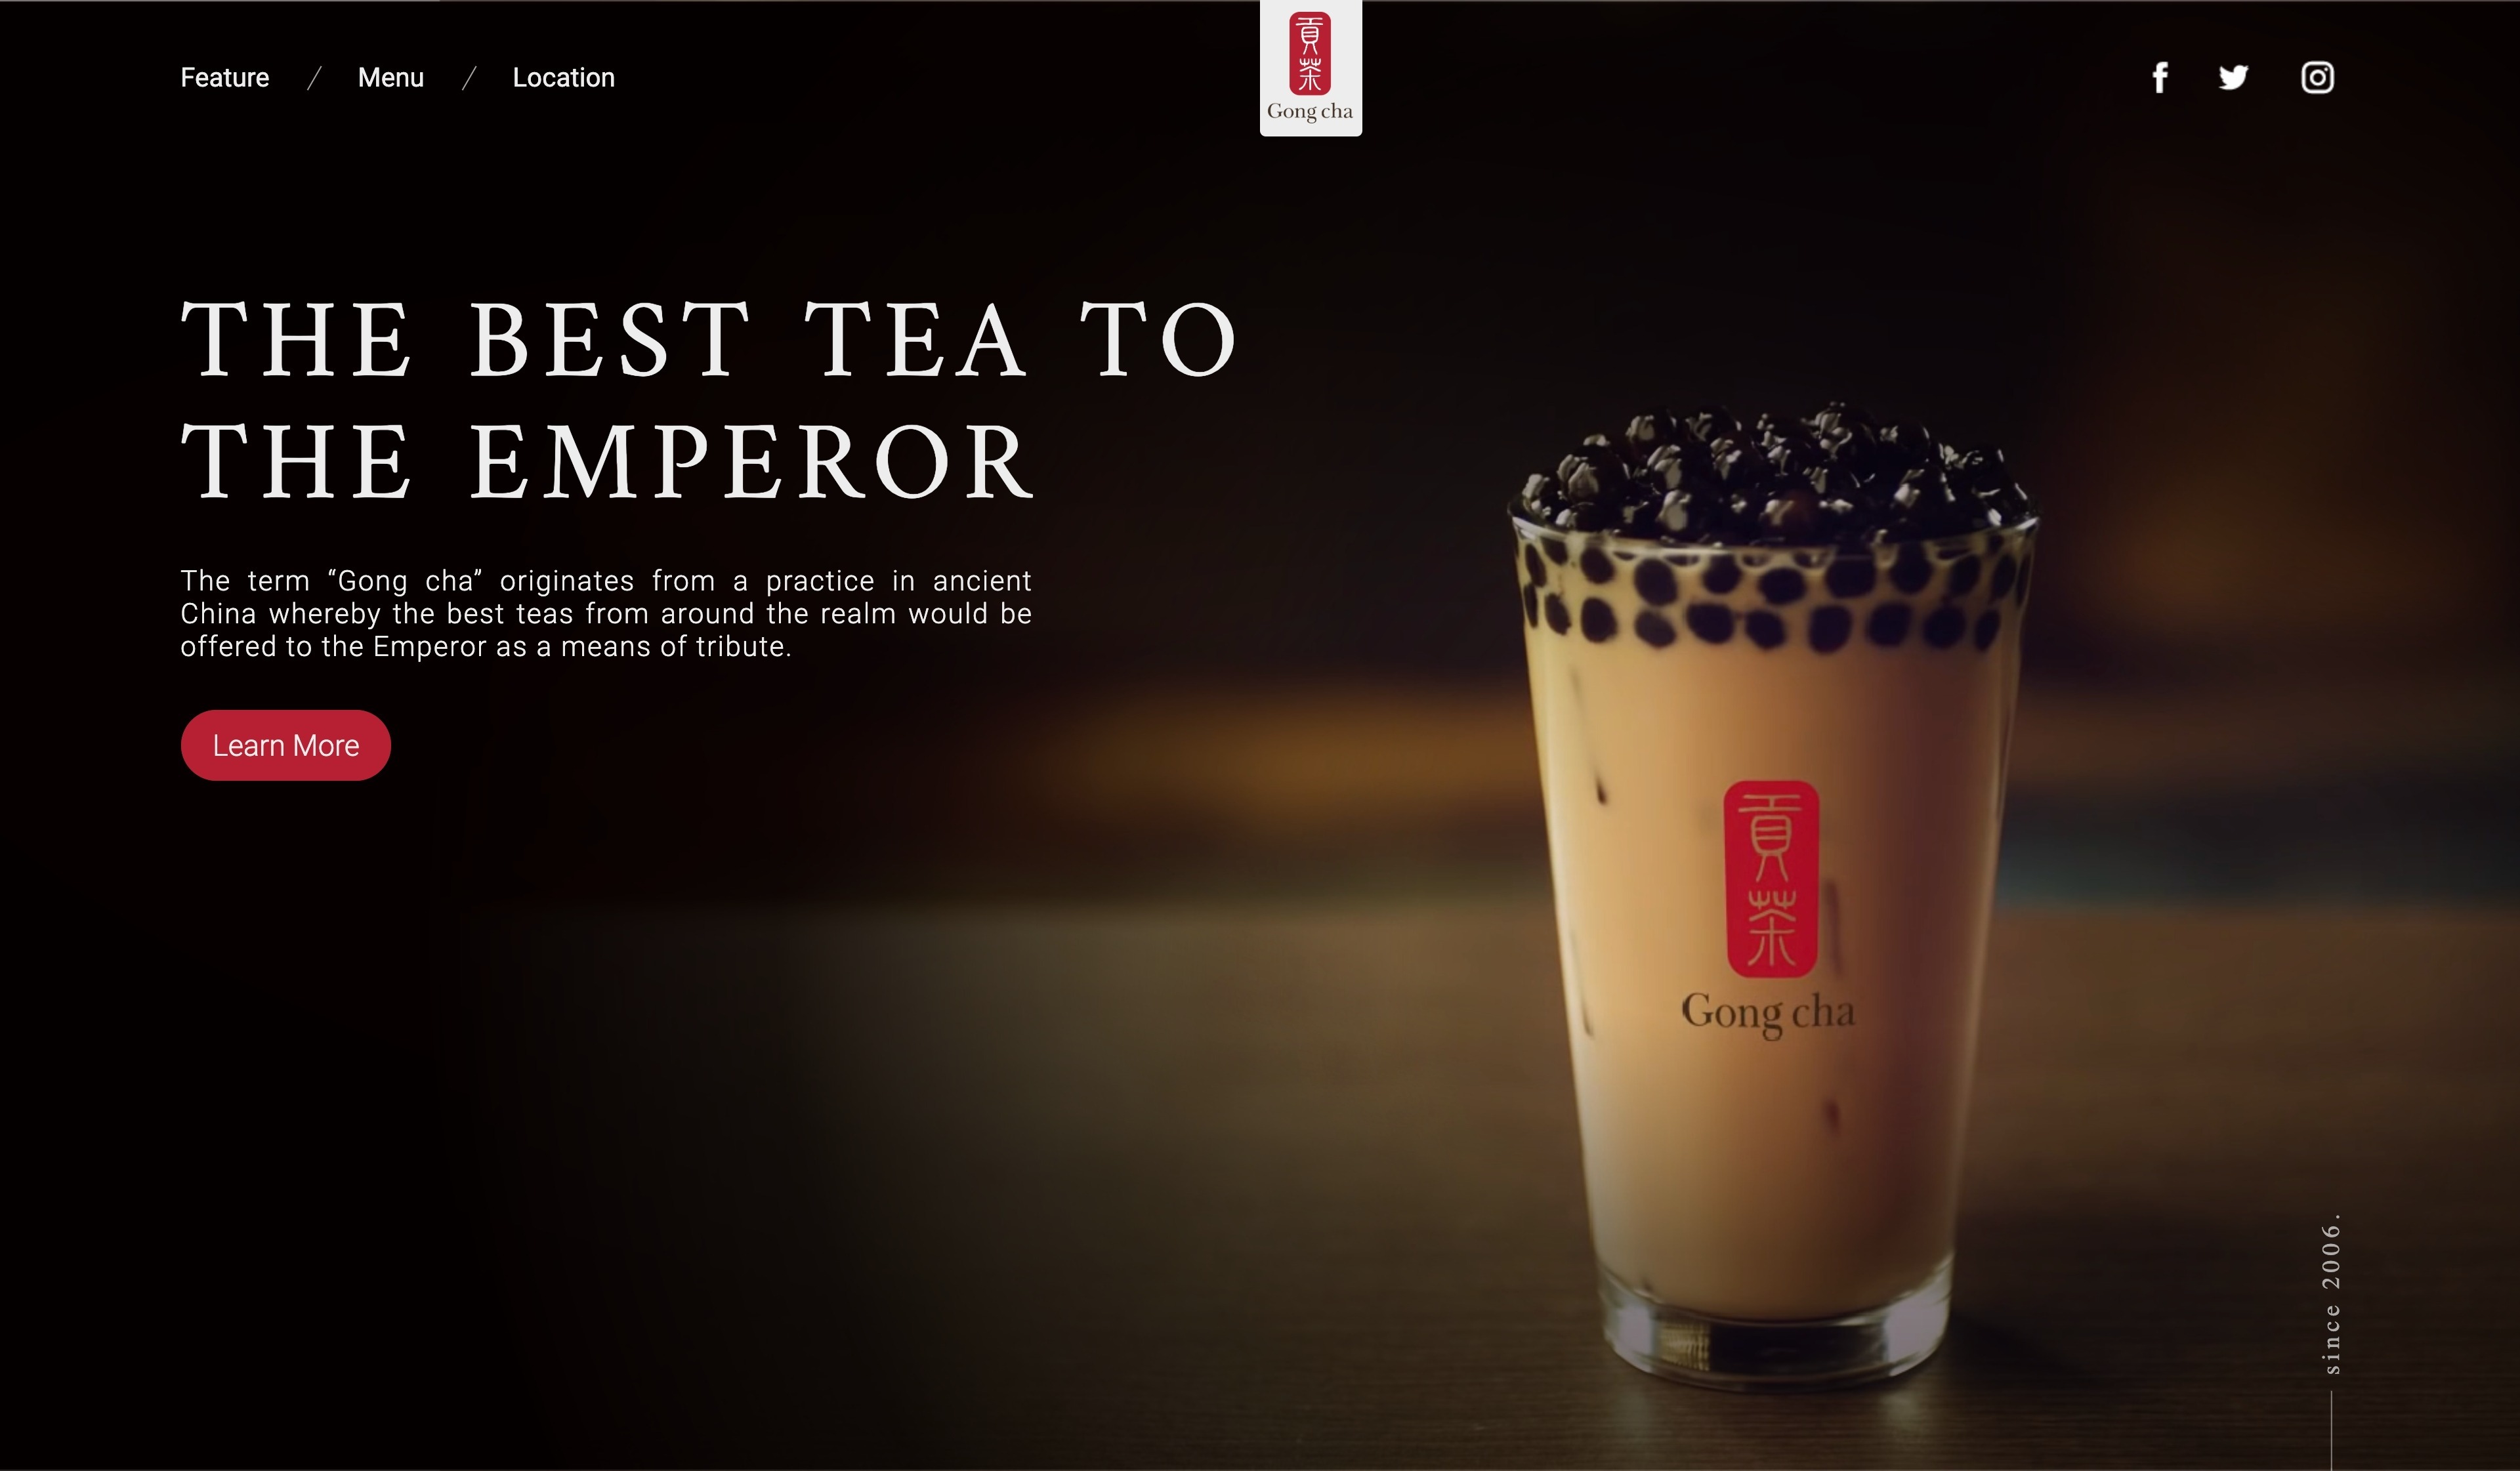 Feature / Menu / Location
貢茶
Gong cha
THE BEST TEA TO
THE EMPEROR
The term “Gong cha” originates from a practice in ancient
China whereby the best teas from around the realm would be
offered to the Emperor as a means of tribute.
Learn More
貢茶
Gong cha
since 2006.